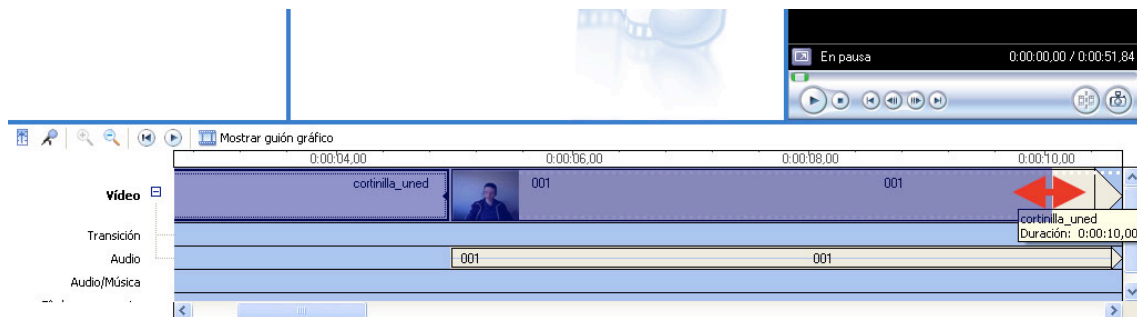 En pausa
0:00:00,00 / 0:00:51,84
Mostrar guión gráfico
0:00:04,00
0:00:06,00
0:00:08,00
0:00:10,00
Vídeo
cortinilla_uned
001
001
cortinilla_uned
Duración: 0:00:10,00
Transición
Audio
001
001
Audio/Música